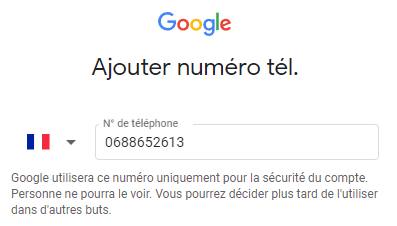 Google
Ajouter numéro tél.
N° de téléphone
0688652613
Google utilisera ce numéro uniquement pour la sécurité du compte.
Personne ne pourra le voir. Vous pourrez décider plus tard de l'utiliser
dans d'autres buts.